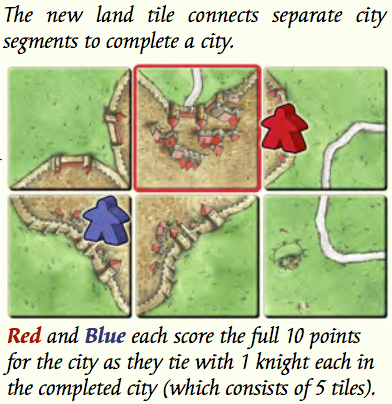 The new land tile connects separate city
segments to complete a city.
Red and Blue each score the full 10 points
for the city as they tie with 1 knight each in
the completed city (which consists of 5 tiles).